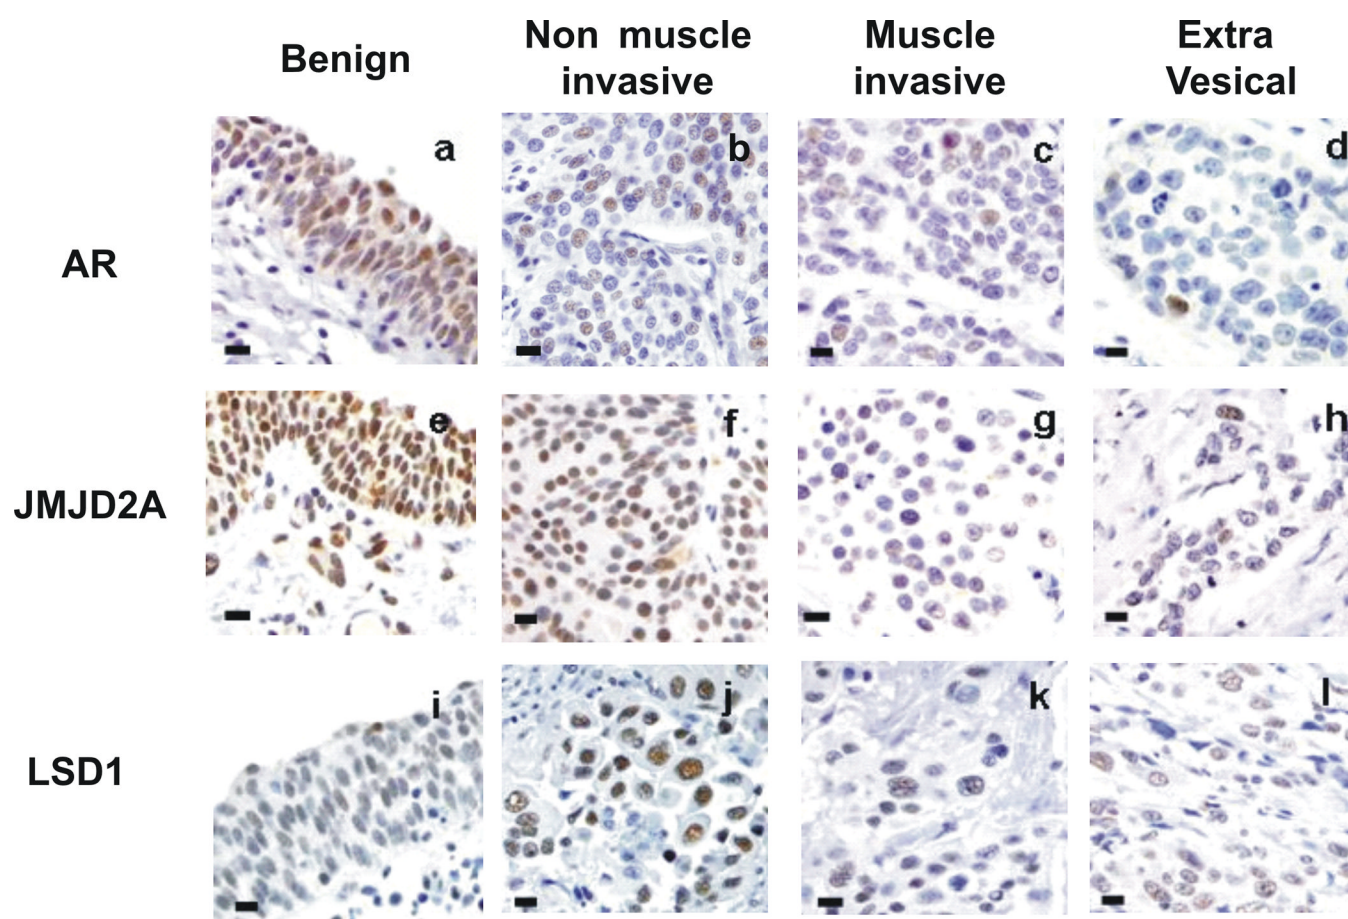 Benign
Non muscle
invasive
Muscle
invasive
Extra
Vesical
AR
a
b
c
d
JMJD2A
e
f
g
h
LSD1
i
j
k
l